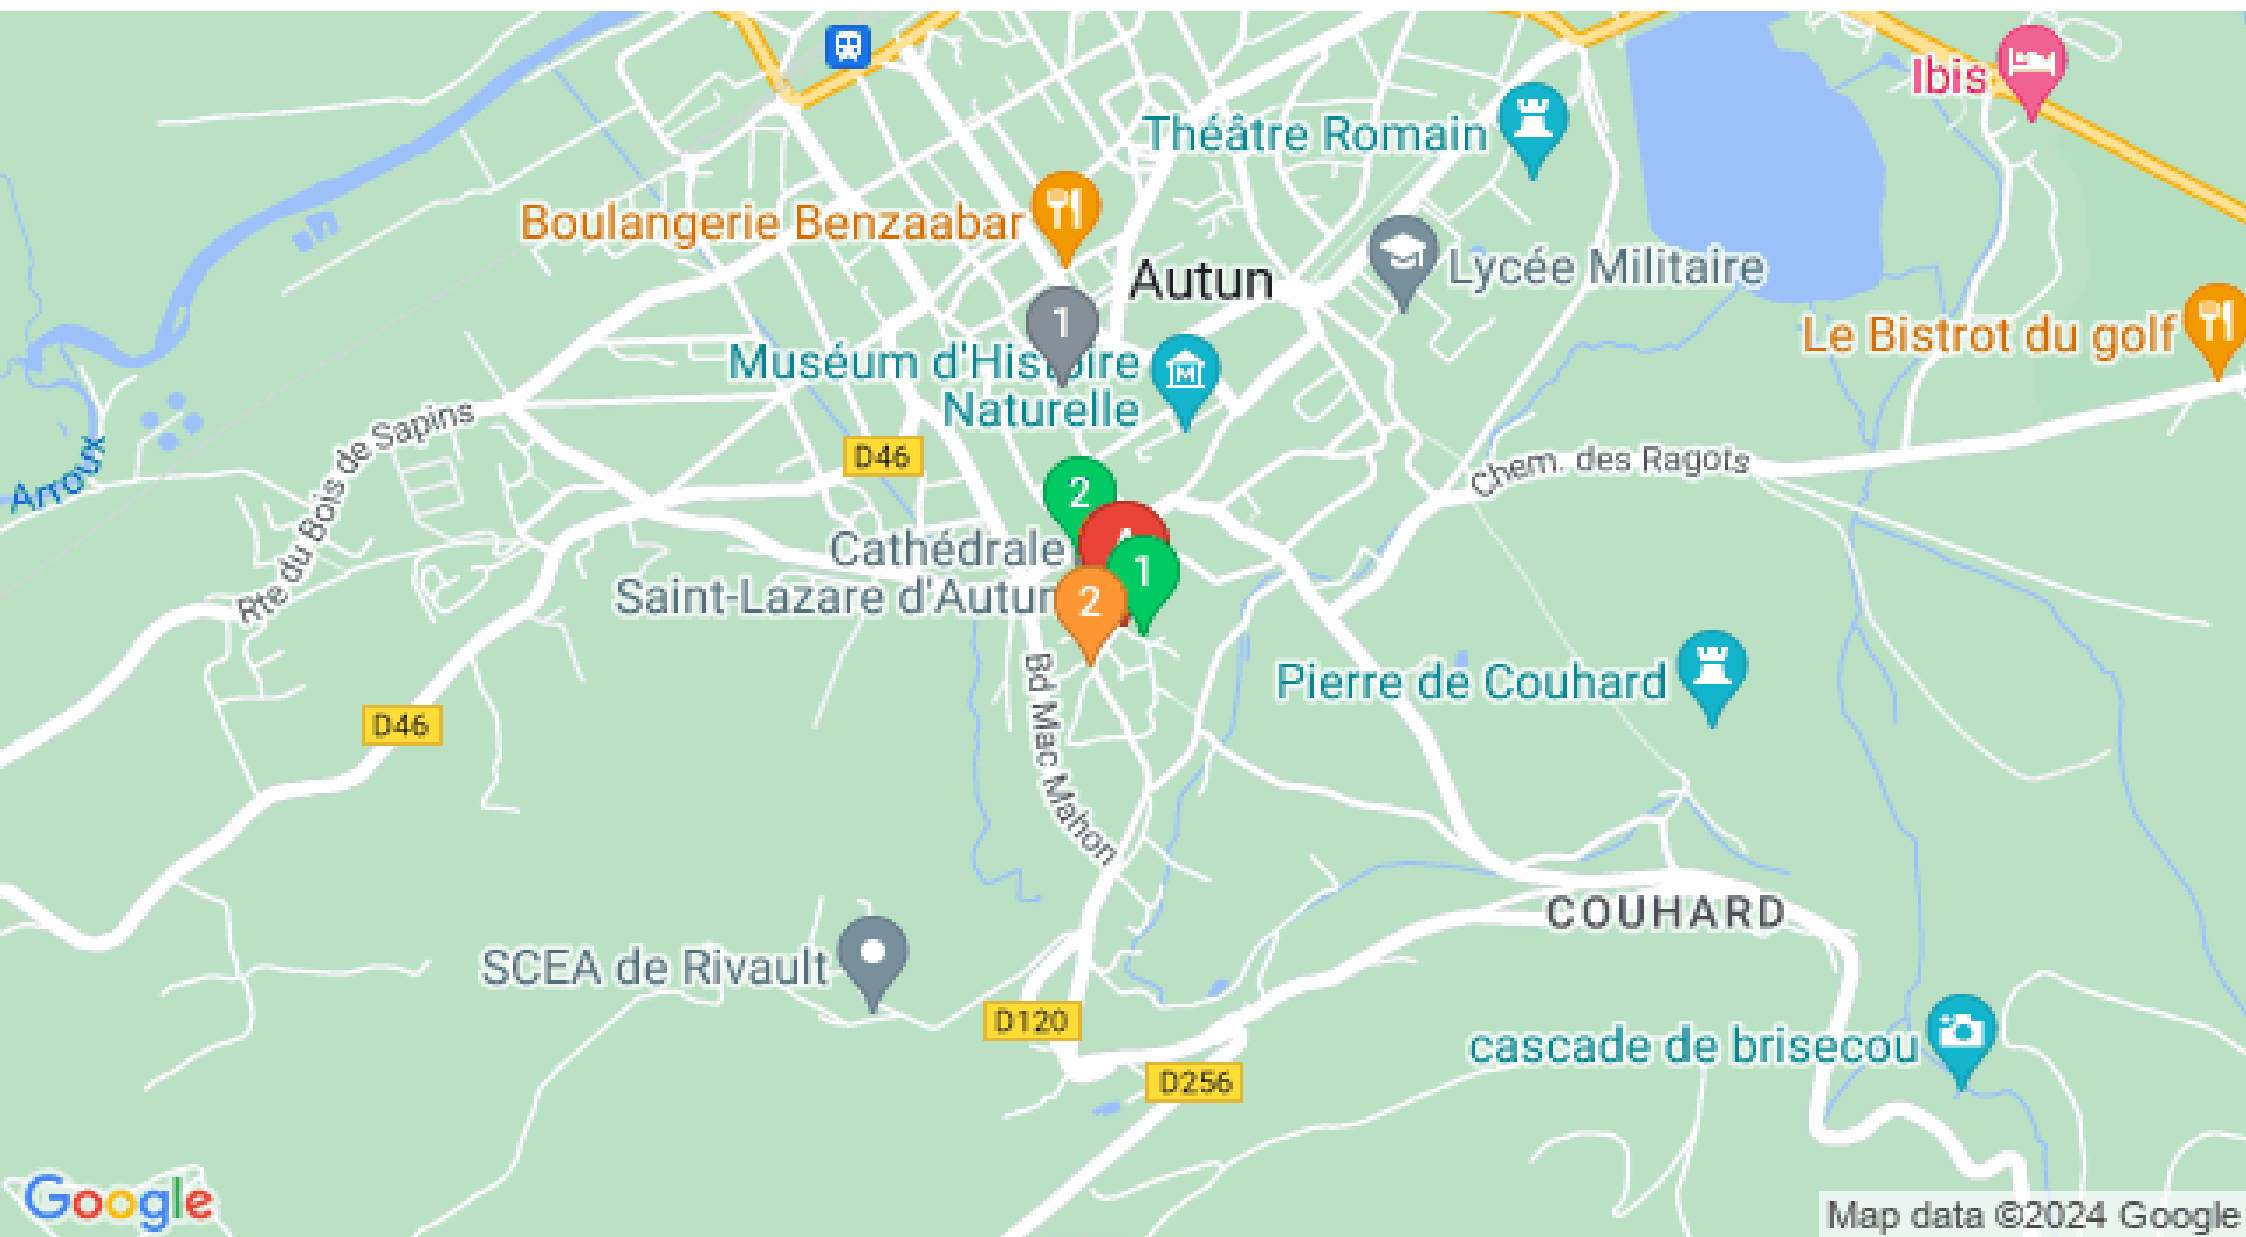 Ibis
Théâtre Romain
Boulangerie Benzaabar
Autun
Lycée Militaire
1
Le Bistrot du golf
Muséum d'Histoire
Naturelle
Rte du Bois de Sapins
D46
Chem. des Ragots
Arroux
2
Cathédrale
Saint-Lazare d'Autun
1
2
Pierre de Couhard
D46
Bd Mac Mahon
COUHARD
SCEA de Rivault
D120
cascade de brisecou
D256
Google
Map data ©2024 Google